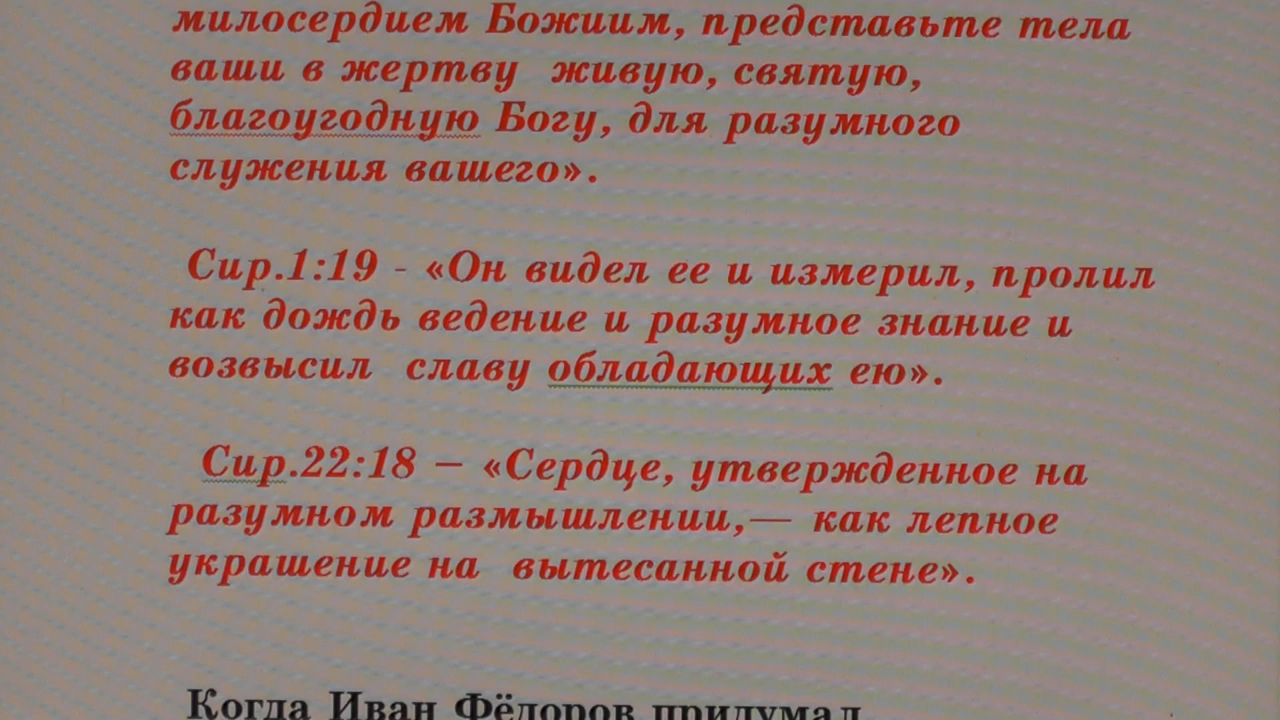 милосердием Божиим, представьте тела
ваши в жертву живую, святую,
благоугодную Богу, для разумного
служения вашего».
Сир.1:19 - «Он видел ее и измерил, пролил
как дождь ведение и разумное знание и
возвысил славу обладающих ею».
Сир.22:18 – «Сердце, утвержденное на
разумном размышлении,— как лепное
украшение на вытесанной стене».
Когда Иван Фёдоров придумал